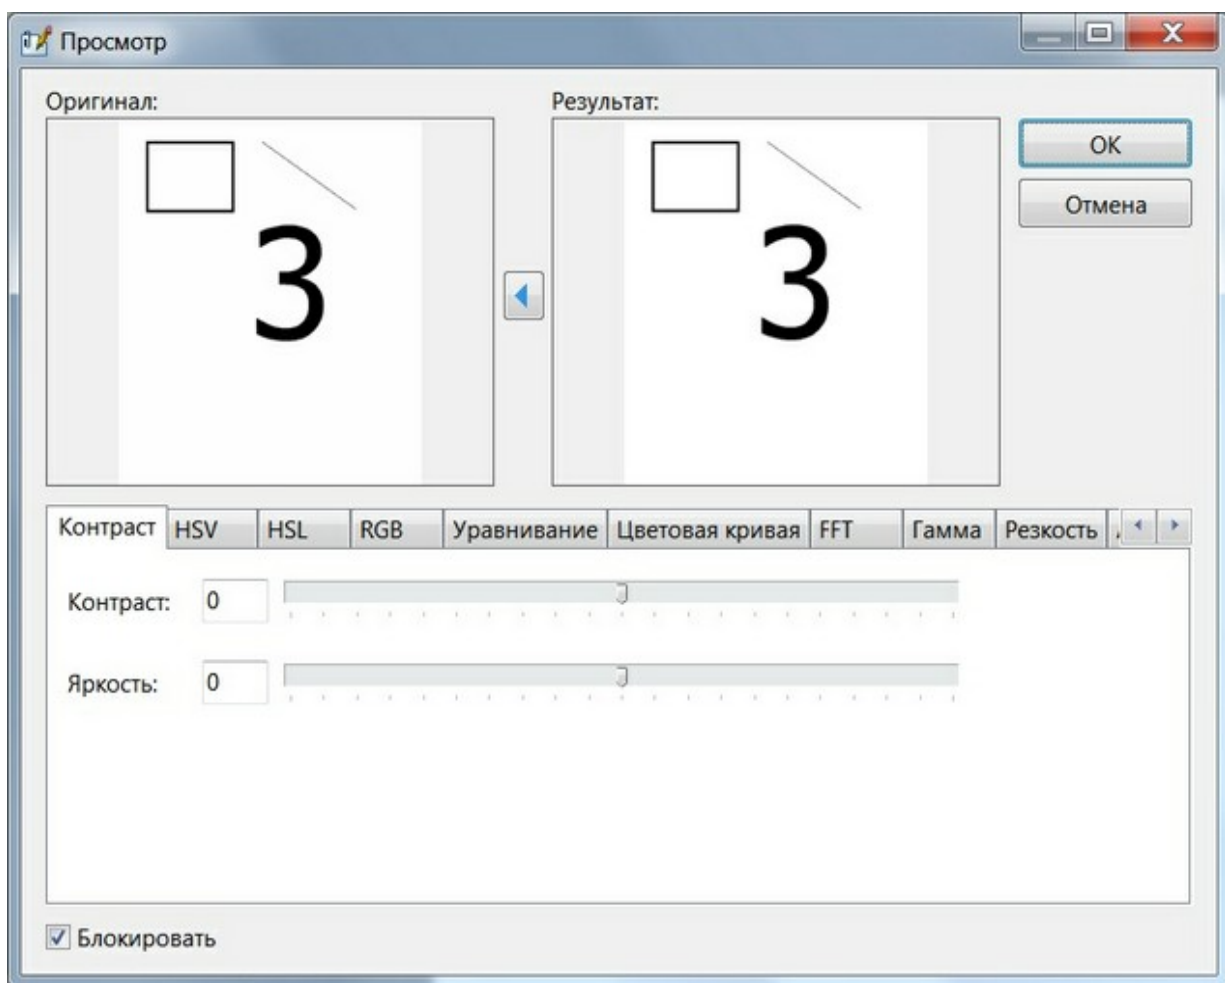 Просмотр
Оригинал: Результат:
3 3
OK
Отмена
Контраст HSV HSL RGB Уравнивание Цветовая кривая FFT Гамма Резкость
Контраст: 0
Яркость: 0
Блокировать